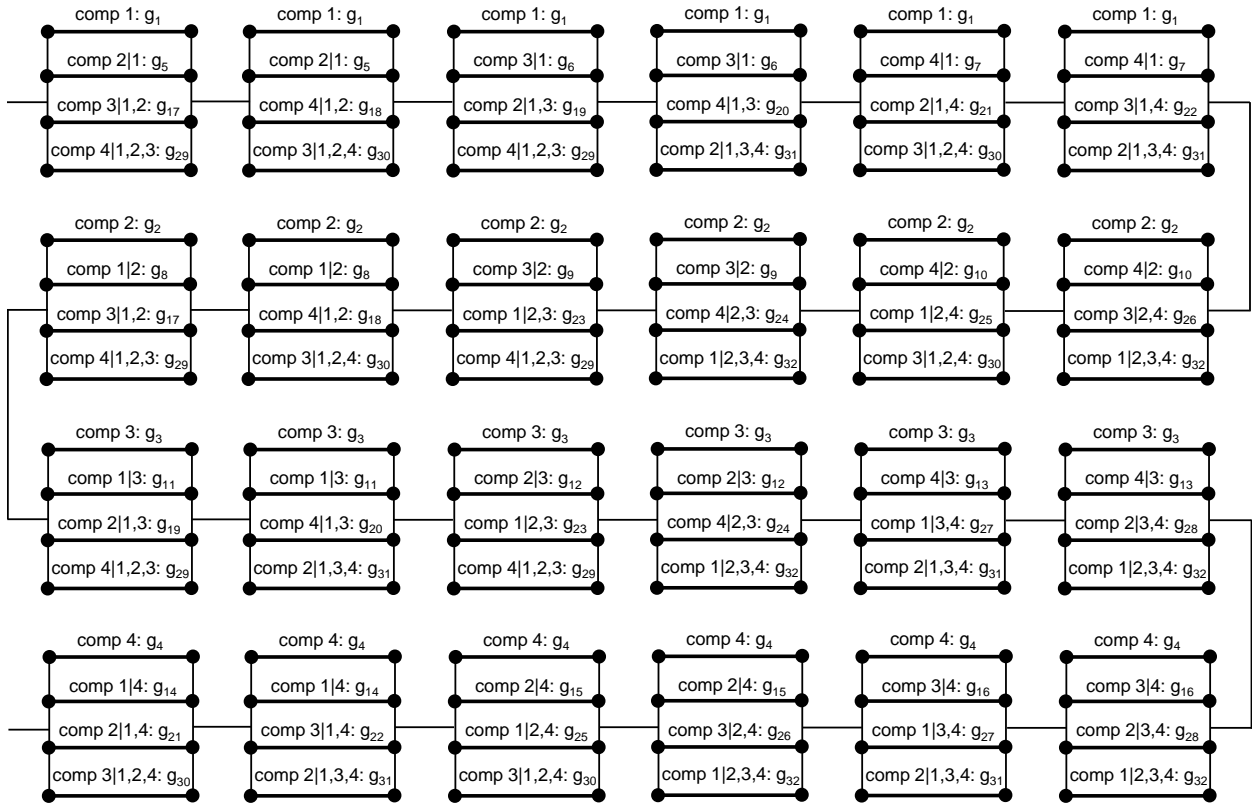 comp 1: g₁ comp 1: g₁ comp 1: g₁ comp 1: g₁ comp 1: g₁ comp 1: g₁
comp 2|1: g₅ comp 2|1: g₅ comp 3|1: g₆ comp 3|1: g₆ comp 4|1: g₇ comp 4|1: g₇
comp 3|1,2: g₁₇ comp 4|1,2: g₁₈ comp 2|1,3: g₁₉ comp 4|1,3: g₂₀ comp 2|1,4: g₂₁ comp 3|1,4: g₂₂
comp 4|1,2,3: g₂₉ comp 3|1,2,4: g₃₀ comp 4|1,2,3: g₂₉ comp 2|1,3,4: g₃₁ comp 3|1,2,4: g₃₀ comp 2|1,3,4: g₃₁
comp 2: g₂ comp 2: g₂ comp 2: g₂ comp 2: g₂ comp 2: g₂ comp 2: g₂
comp 1|2: g₈ comp 1|2: g₈ comp 3|2: g₉ comp 3|2: g₉ comp 4|2: g₁₀ comp 4|2: g₁₀
comp 3|1,2: g₁₇ comp 4|1,2: g₁₈ comp 1|2,3: g₂₃ comp 4|2,3: g₂₄ comp 1|2,4: g₂₅ comp 3|2,4: g₂₆
comp 4|1,2,3: g₂₉ comp 3|1,2,4: g₃₀ comp 4|1,2,3: g₂₉ comp 1|2,3,4: g₃₂ comp 3|1,2,4: g₃₀ comp 1|2,3,4: g₃₂
comp 3: g₃ comp 3: g₃ comp 3: g₃ comp 3: g₃ comp 3: g₃ comp 3: g₃
comp 1|3: g₁₁ comp 1|3: g₁₁ comp 2|3: g₁₂ comp 2|3: g₁₂ comp 4|3: g₁₃ comp 4|3: g₁₃
comp 2|1,3: g₁₉ comp 4|1,3: g₂₀ comp 1|2,3: g₂₃ comp 4|2,3: g₂₄ comp 1|3,4: g₂₇ comp 2|3,4: g₂₈
comp 4|1,2,3: g₂₉ comp 2|1,3,4: g₃₁ comp 4|1,2,3: g₂₉ comp 1|2,3,4: g₃₂ comp 2|1,3,4: g₃₁ comp 1|2,3,4: g₃₂
comp 4: g₄ comp 4: g₄ comp 4: g₄ comp 4: g₄ comp 4: g₄ comp 4: g₄
comp 1|4: g₁₄ comp 1|4: g₁₄ comp 2|4: g₁₅ comp 2|4: g₁₅ comp 3|4: g₁₆ comp 3|4: g₁₆
comp 2|1,4: g₂₁ comp 3|1,4: g₂₂ comp 1|2,4: g₂₅ comp 3|2,4: g₂₆ comp 1|3,4: g₂₇ comp 2|3,4: g₂₈
comp 3|1,2,4: g₃₀ comp 2|1,3,4: g₃₁ comp 3|1,2,4: g₃₀ comp 1|2,3,4: g₃₂ comp 2|1,3,4: g₃₁ comp 1|2,3,4: g₃₂